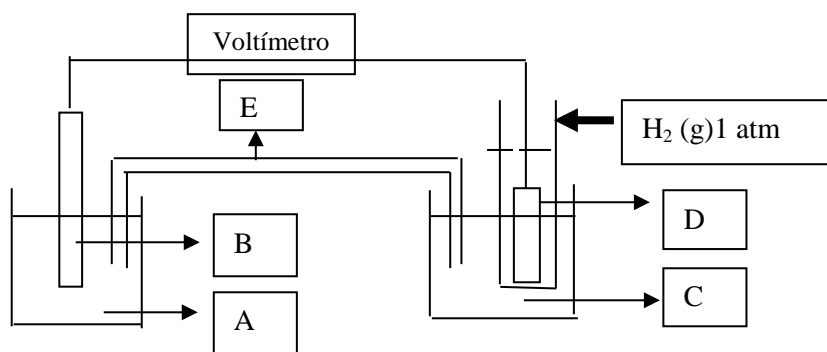 Voltímetro
E
H₂ (g)1 atm
D
B
C
A